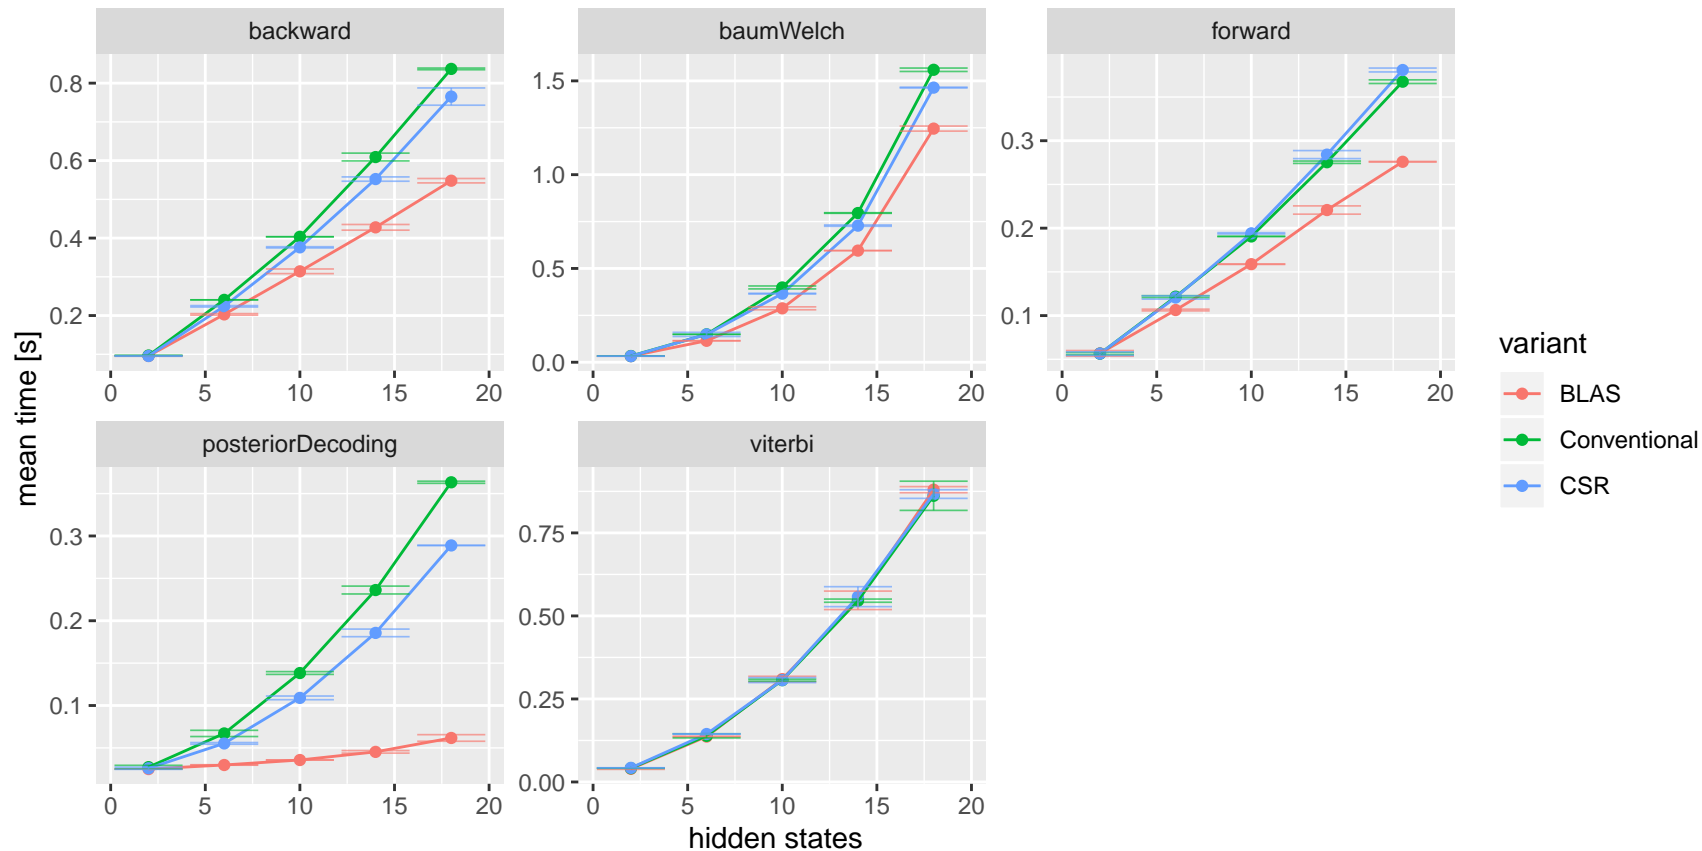 backward
baumWelch
forward
0.8
0.6
0.4
0.2
1.5
1.0
0.5
0.0
0.3
0.2
0.1
0 5 10 15 20
0 5 10 15 20
0 5 10 15 20
mean time [s]
posteriorDecoding
viterbi
0.3
0.2
0.1
0.75
0.50
0.25
0.00
0 5 10 15 20
0 5 10 15 20
hidden states
variant
BLAS
Conventional
CSR